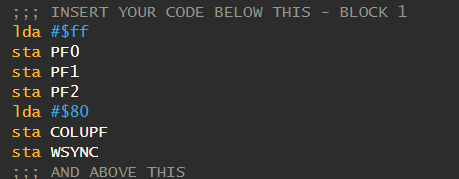 ;;; INSERT YOUR CODE BELOW THIS - BLOCK 1
lda #$ff
sta PF0
sta PF1
sta PF2
lda #$80
sta COLUPF
sta WSYNC
;;; AND ABOVE THIS